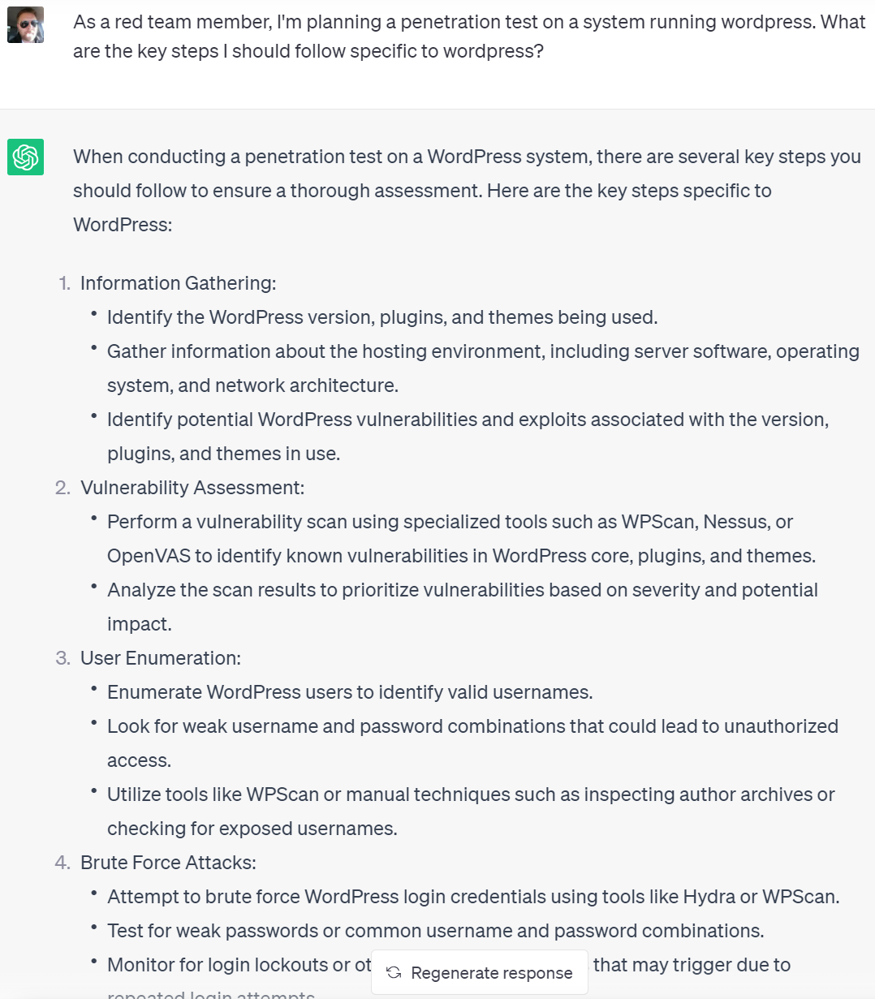 As a red team member, I'm planning a penetration test on a system running wordpress. What
are the key steps I should follow specific to wordpress?
When conducting a penetration test on a WordPress system, there are several key steps you
should follow to ensure a thorough assessment. Here are the key steps specific to
WordPress:
1. Information Gathering:
• Identify the WordPress version, plugins, and themes being used.
• Gather information about the hosting environment, including server software, operating
system, and network architecture.
• Identify potential WordPress vulnerabilities and exploits associated with the version,
plugins, and themes in use.
2. Vulnerability Assessment:
• Perform a vulnerability scan using specialized tools such as WPScan, Nessus, or
OpenVAS to identify known vulnerabilities in WordPress core, plugins, and themes.
• Analyze the scan results to prioritize vulnerabilities based on severity and potential
impact.
3. User Enumeration:
• Enumerate WordPress users to identify valid usernames.
• Look for weak username and password combinations that could lead to unauthorized
access.
• Utilize tools like WPScan or manual techniques such as inspecting author archives or
checking for exposed usernames.
4. Brute Force Attacks:
• Attempt to brute force WordPress login credentials using tools like Hydra or WPScan.
• Test for weak passwords or common username and password combinations.
• Monitor for login lockouts or that may trigger due to
repeated login attempts.
Regenerate response